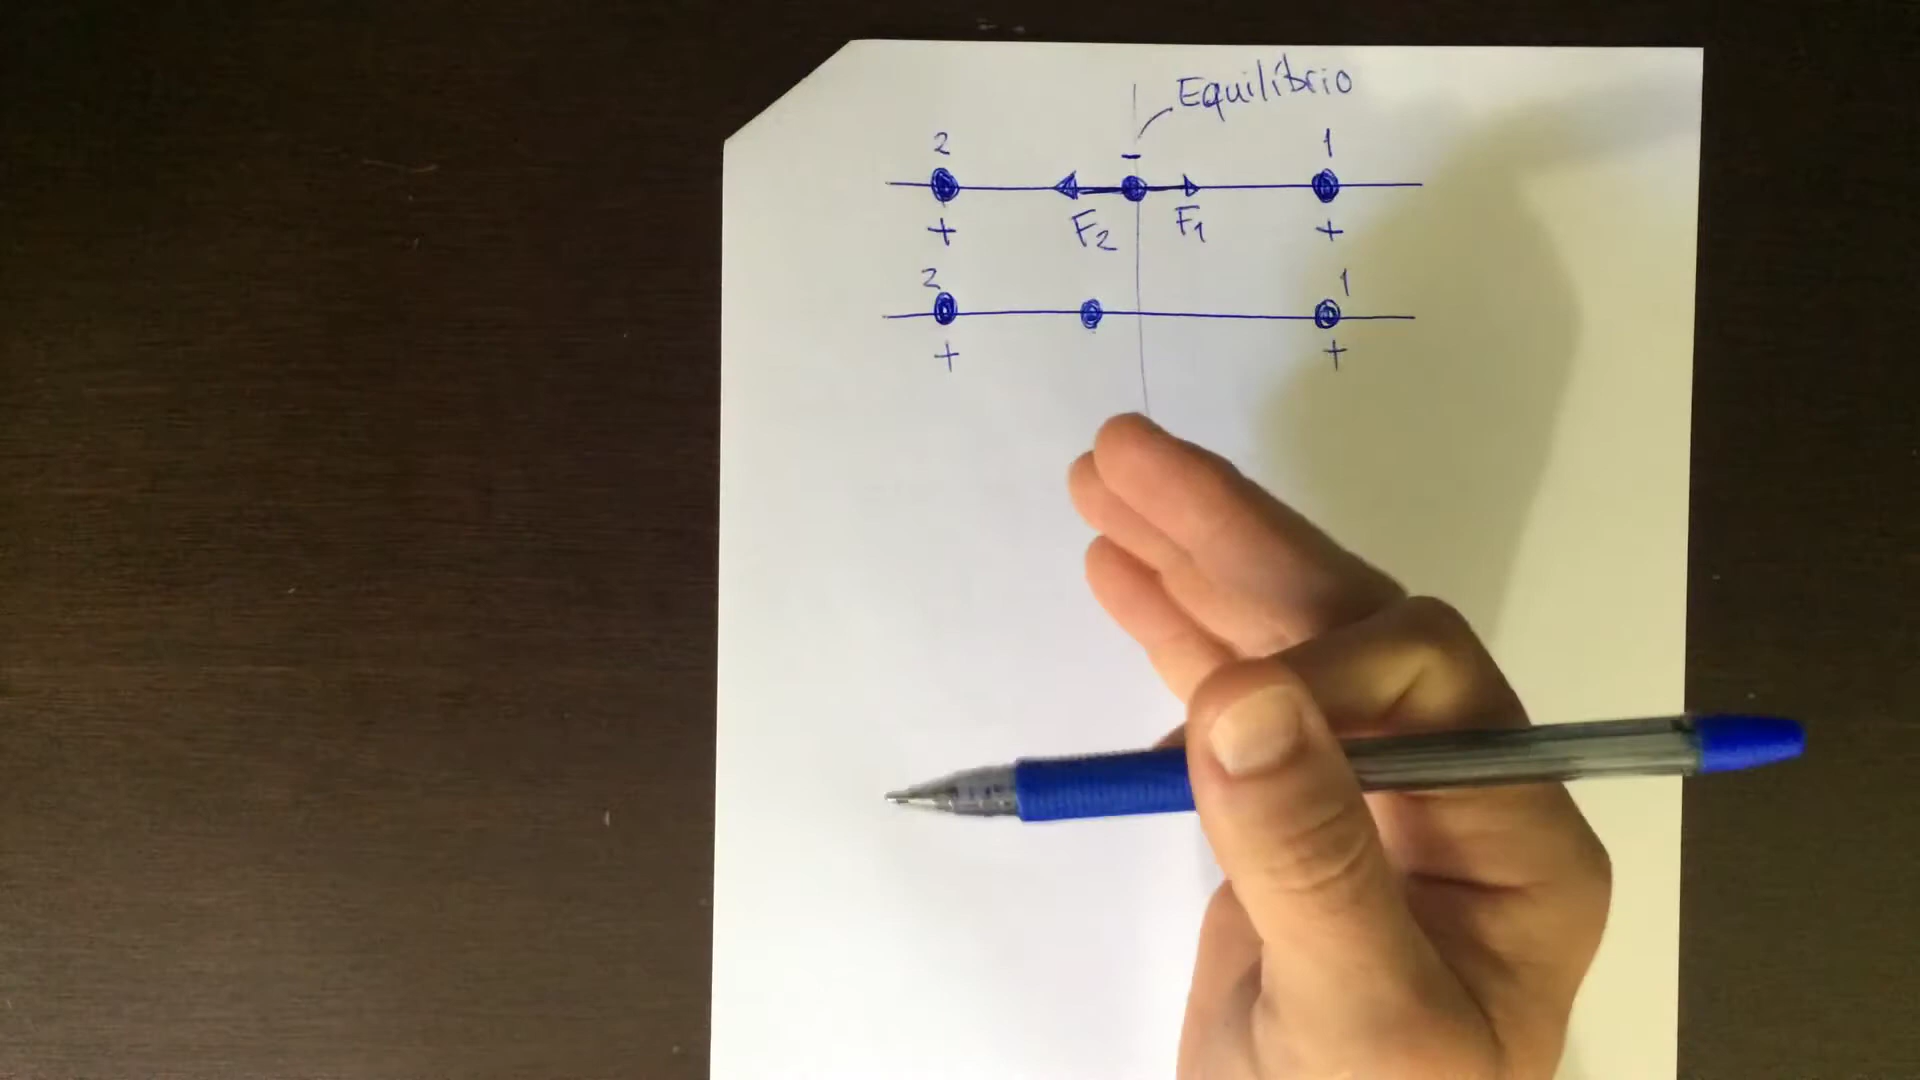 Equilíbrio
2 - 1
+ F2 F1 +
2 1
+ +